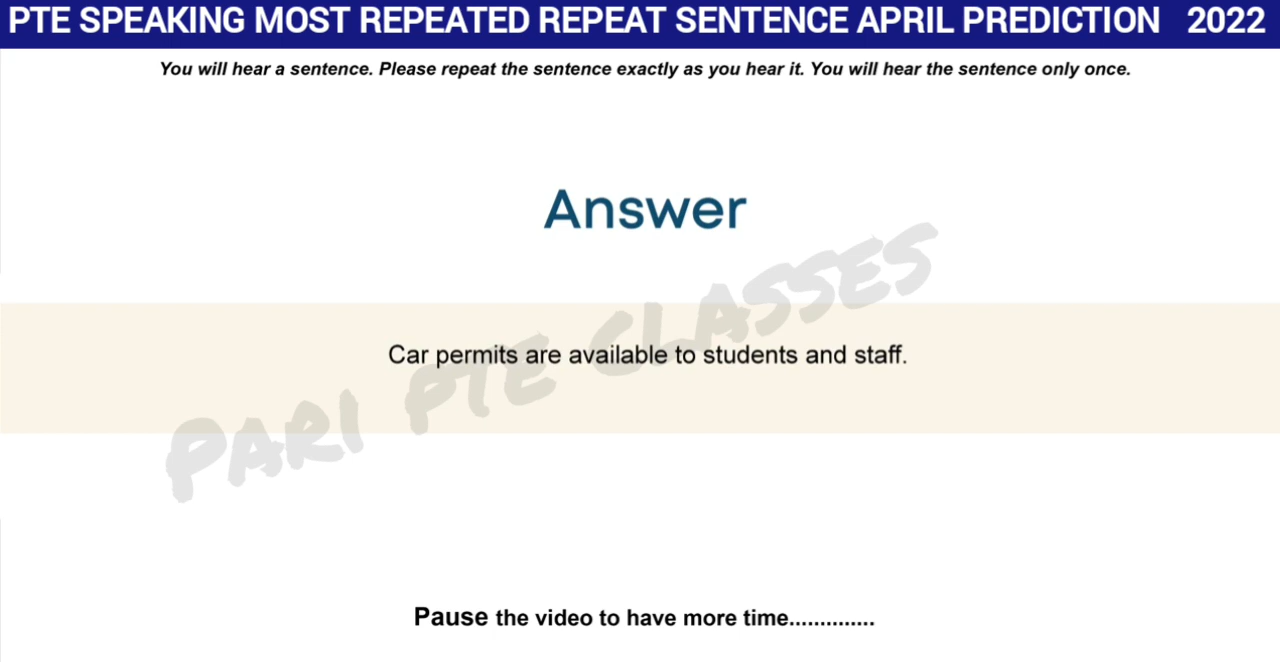 PTE SPEAKING MOST REPEATED REPEAT SENTENCE APRIL PREDICTION 2022
You will hear a sentence. Please repeat the sentence exactly as you hear it. You will hear the sentence only once.
Answer
Car permits are available to students and staff.
PARI PTE CLASSES
Pause the video to have more time..............